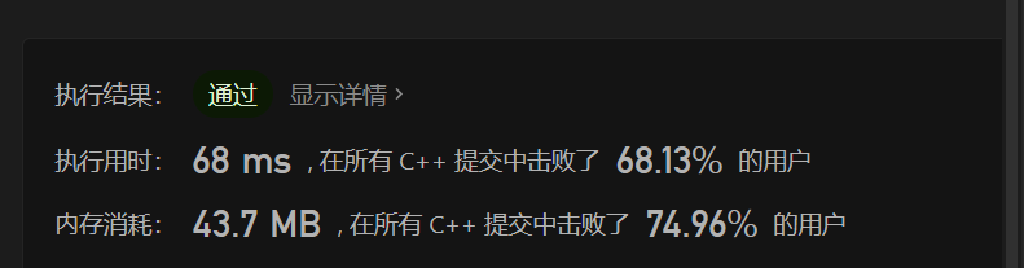 执行结果： 通过 显示详情 >
执行用时： 68 ms , 在所有 C++ 提交中击败了 68.13% 的用户
内存消耗： 43.7 MB , 在所有 C++ 提交中击败了 74.96% 的用户